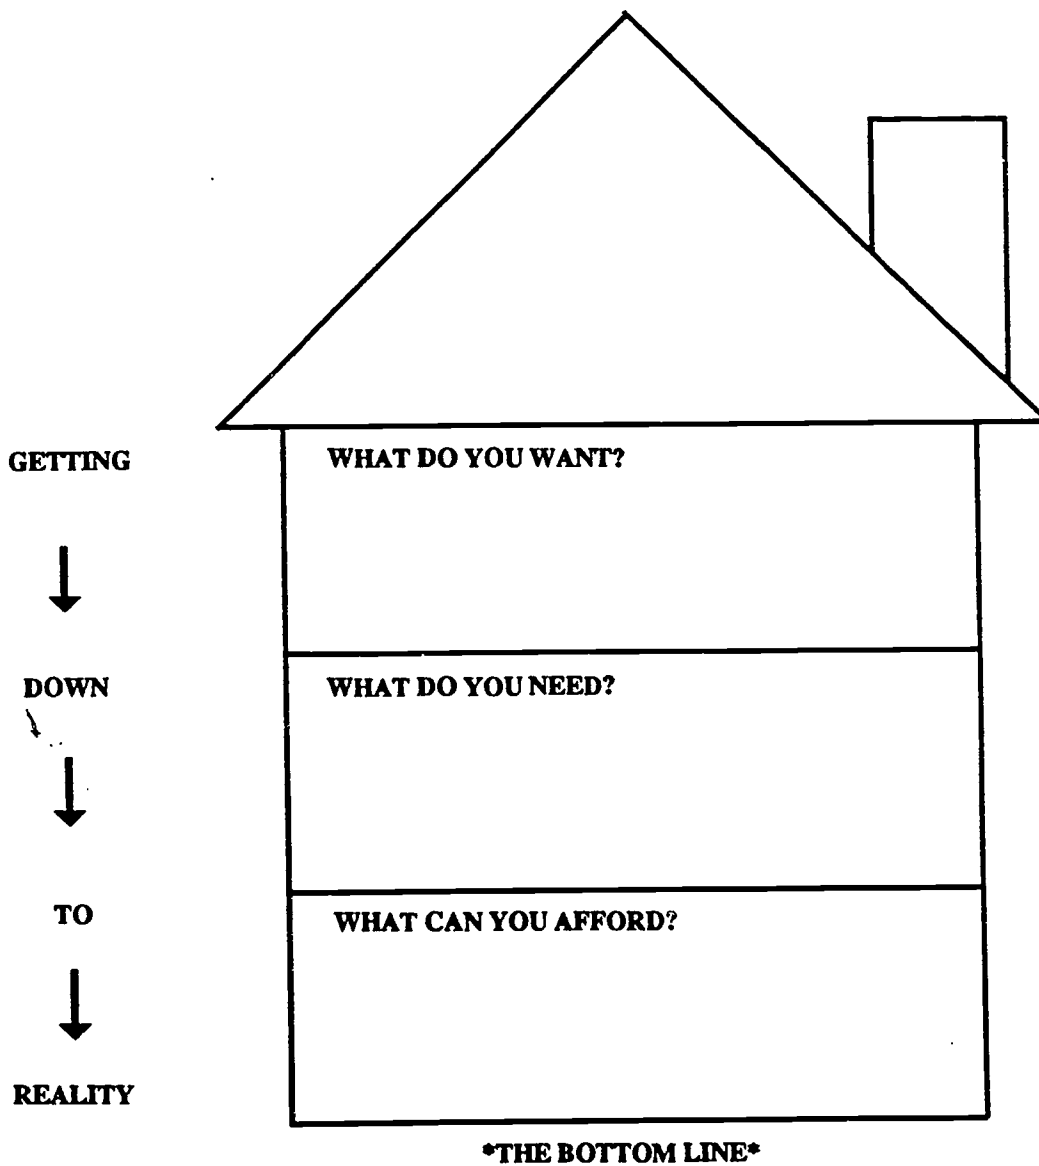 GETTING
DOWN
TO
REALITY
WHAT DO YOU WANT?
WHAT DO YOU NEED?
WHAT CAN YOU AFFORD?
*THE BOTTOM LINE*